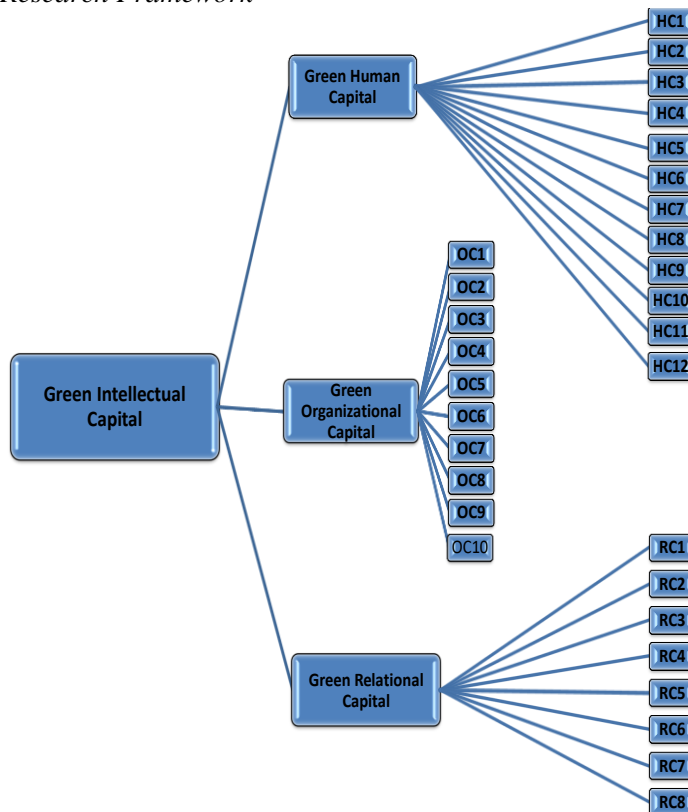 Research Framework
Green Human
Capital
HC1
HC2
HC3
HC4
HC5
HC6
HC7
HC8
HC9
HC10
HC11
HC12
Green Intellectual
Capital
Green
Organizational
Capital
OC1
OC2
OC3
OC4
OC5
OC6
OC7
OC8
OC9
OC10
Green Relational
Capital
RC1
RC2
RC3
RC4
RC5
RC6
RC7
RC8